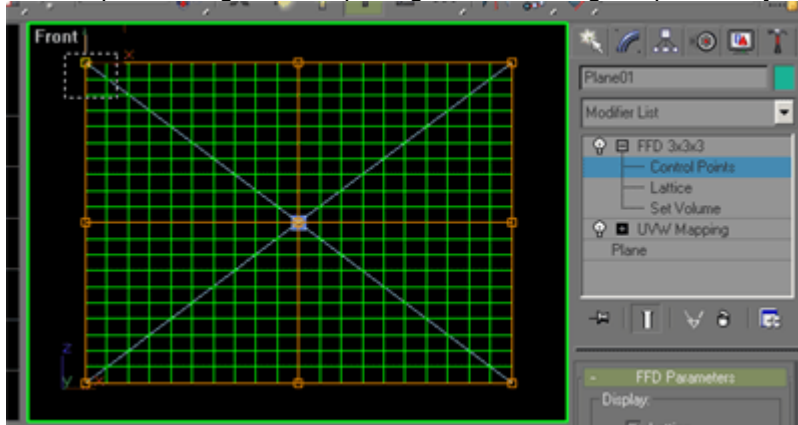 Front
x
Plane01
Modifier List
FFD 3x3x3
Control Points
Lattice
Set Volume
UVW Mapping
Plane
z
y x
- FFD Parameters
Display: